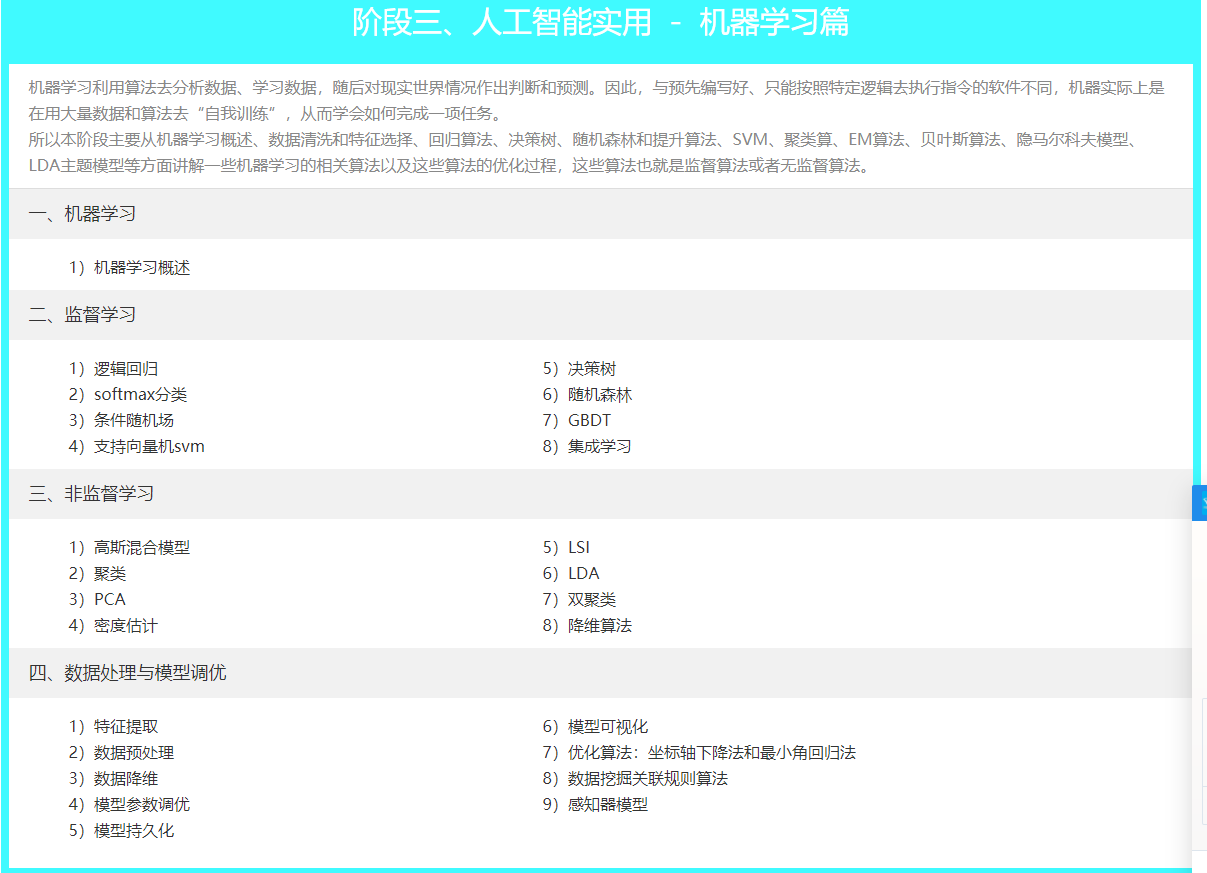 阶段三、人工智能实用 - 机器学习篇
机器学习利用算法去分析数据、学习数据，随后对现实世界情况作出判断和预测。因此，与预先编写好、只能按照特定逻辑去执行指令的软件不同，机器实际上是
在用大量数据和算法去“自我训练”，从而学会如何完成一项任务。
所以本阶段主要从机器学习概述、数据清洗和特征选择、回归算法、决策树、随机森林和提升算法、SVM、聚类算、EM算法、贝叶斯算法、隐马尔科夫模型、
LDA主题模型等方面讲解一些机器学习的相关算法以及这些算法的优化过程，这些算法也就是监督算法或者无监督算法。
一、机器学习
1）机器学习概述
二、监督学习
1）逻辑回归
2）softmax分类
3）条件随机场
4）支持向量机svm
5）决策树
6）随机森林
7）GBDT
8）集成学习
三、非监督学习
1）高斯混合模型
2）聚类
3）PCA
4）密度估计
5）LSI
6）LDA
7）双聚类
8）降维算法
四、数据处理与模型调优
1）特征提取
2）数据预处理
3）数据降维
4）模型参数调优
5）模型持久化
6）模型可视化
7）优化算法：坐标轴下降法和最小角回归法
8）数据挖掘关联规则算法
9）感知器模型